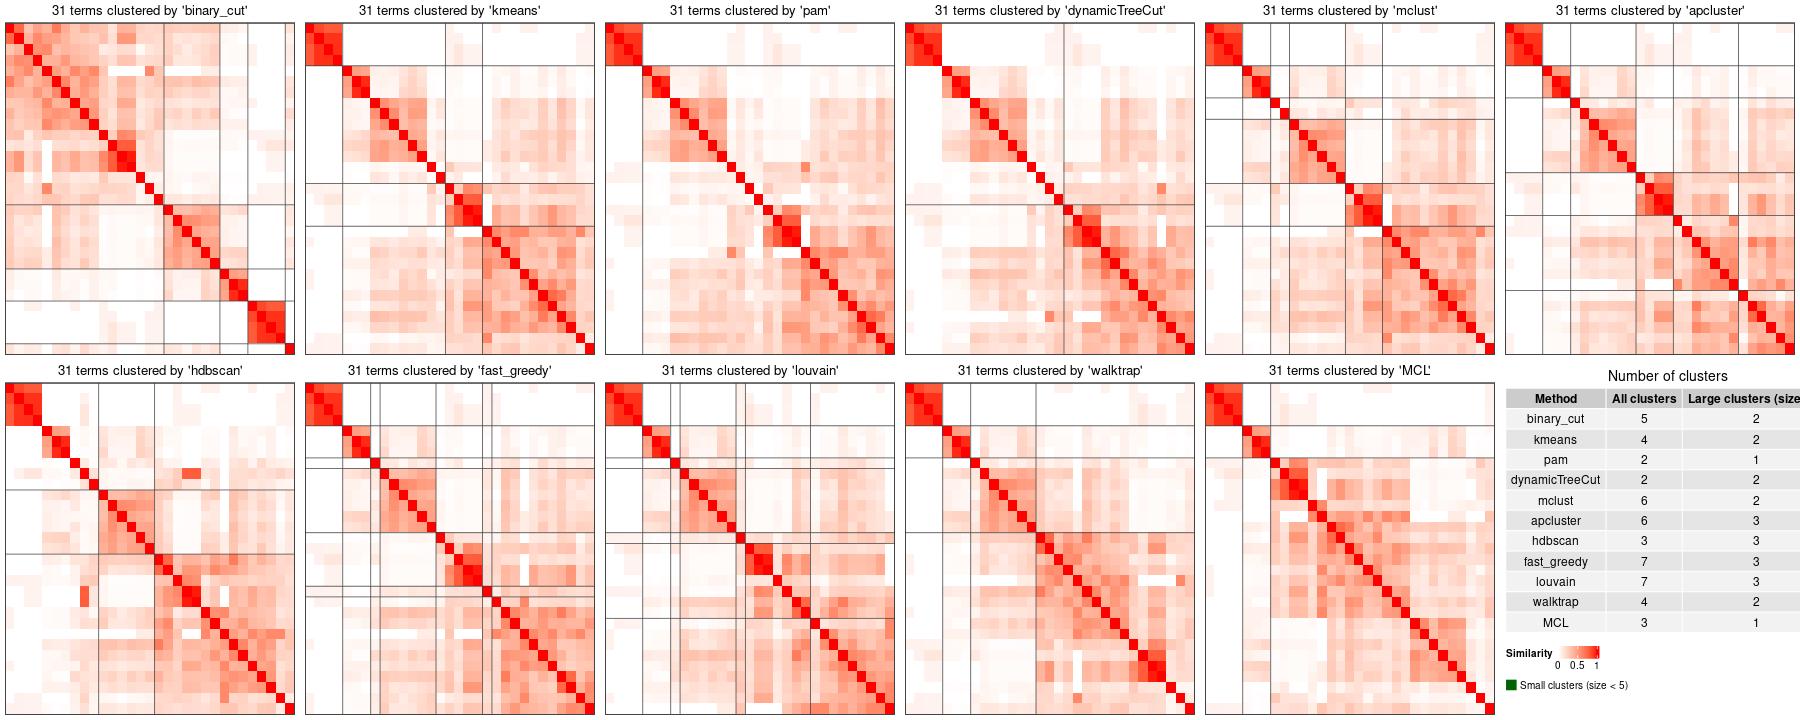 31 terms clustered by 'binary_cut'
31 terms clustered by 'kmeans'
31 terms clustered by 'pam'
31 terms clustered by 'dynamicTreeCut'
31 terms clustered by 'mclust'
31 terms clustered by 'apcluster'
31 terms clustered by 'hdbscan'
31 terms clustered by 'fast_greedy'
31 terms clustered by 'louvain'
31 terms clustered by 'walktrap'
31 terms clustered by 'MCL'
Number of clusters
Method All clusters Large clusters (size
binary_cut 5 2
kmeans 4 2
pam 2 1
dynamicTreeCut 2 2
mclust 6 2
apcluster 6 3
hdbscan 3 3
fast_greedy 7 3
louvain 7 3
walktrap 4 2
MCL 3 1
Similarity
0 0.5 1
Small clusters (size < 5)